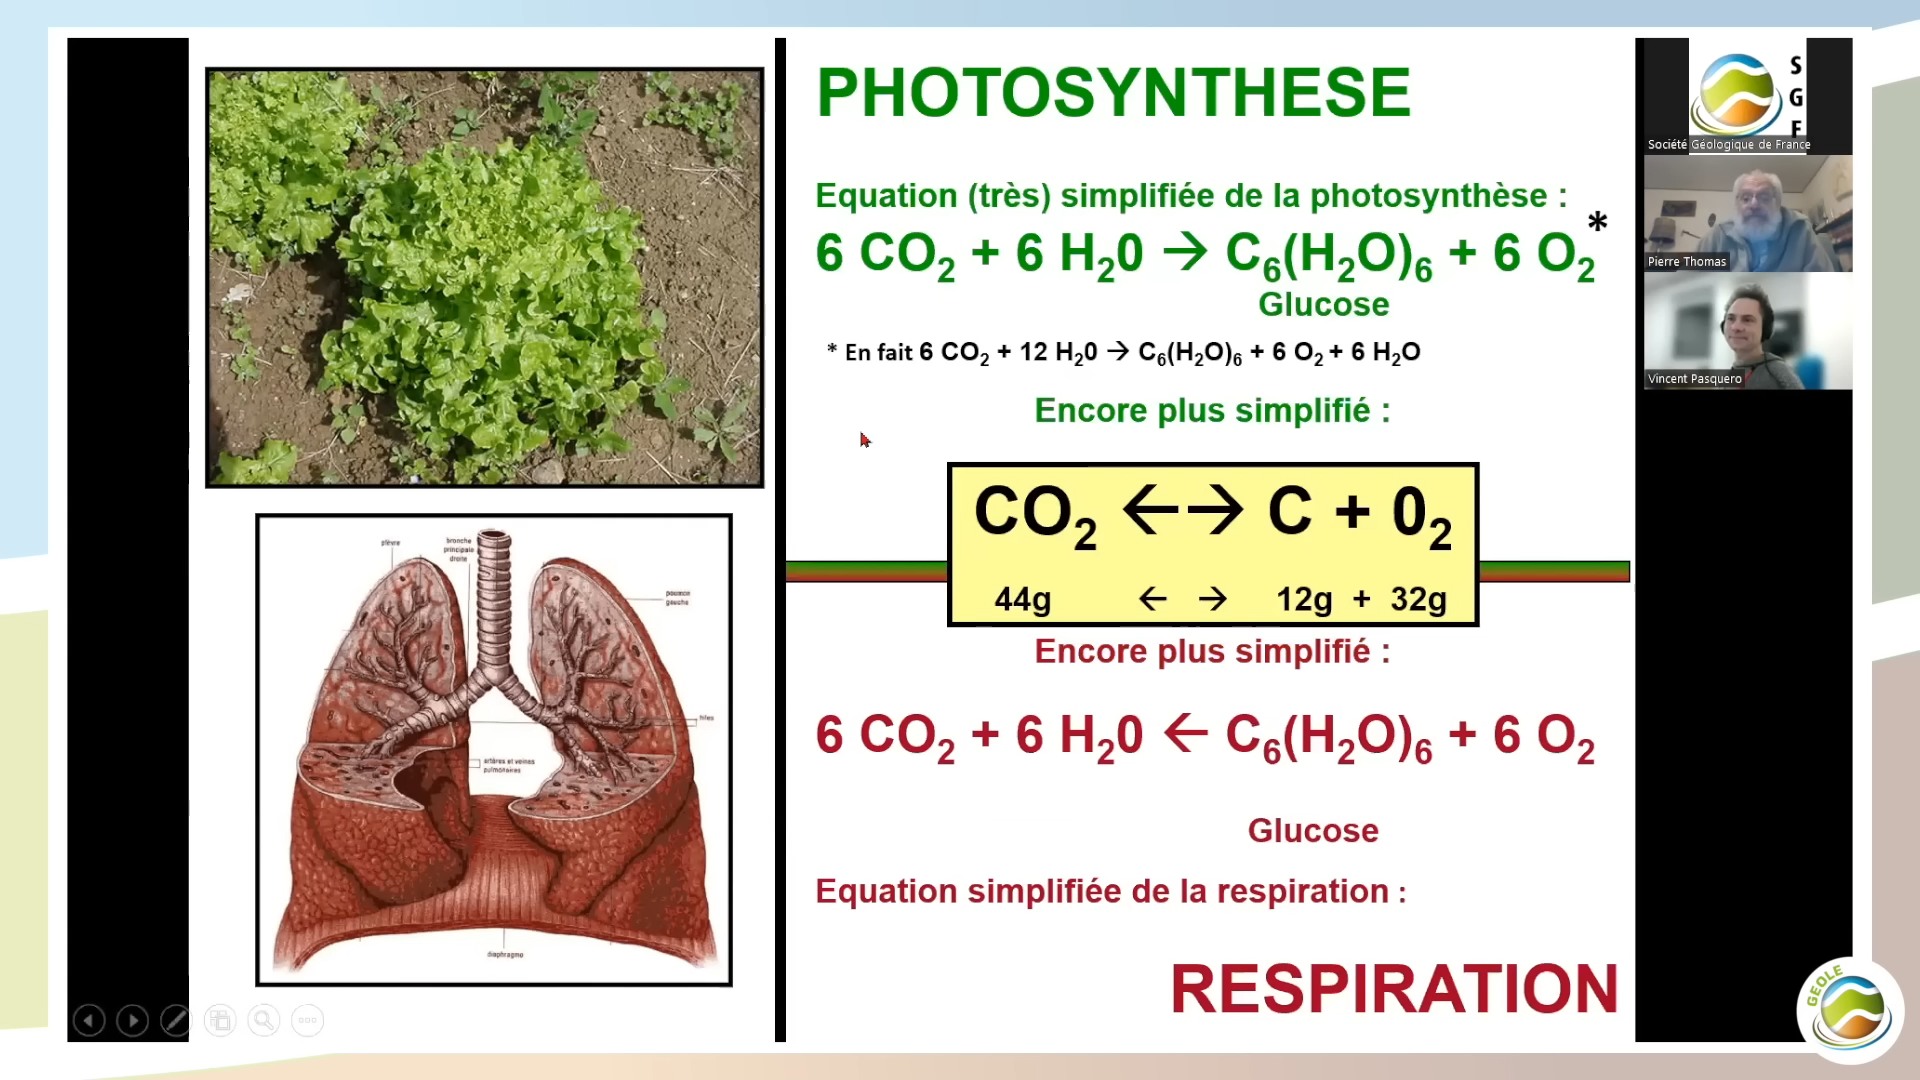 PHOTOSYNTHESE
Equation (très) simplifiée de la photosynthèse :
6 CO₂ + 6 H₂0 → C₆(H₂O)₆ + 6 O₂*
Glucose
* En fait 6 CO₂ + 12 H₂0 → C₆(H₂O)₆ + 6 O₂ + 6 H₂O
Encore plus simplifié :
CO₂ ←→ C + 0₂
44g ← → 12g + 32g
Encore plus simplifié :
6 CO₂ + 6 H₂0 ← C₆(H₂O)₆ + 6 O₂
Glucose
Equation simplifiée de la respiration :
RESPIRATION
plèvre
bronche
principale
droite
poumon
gauche
hiles
artères et veines
pulmonaires
diaphragme
S
G
F
Société Géologique de France
Pierre Thomas
Vincent Pasquero
GEOLE